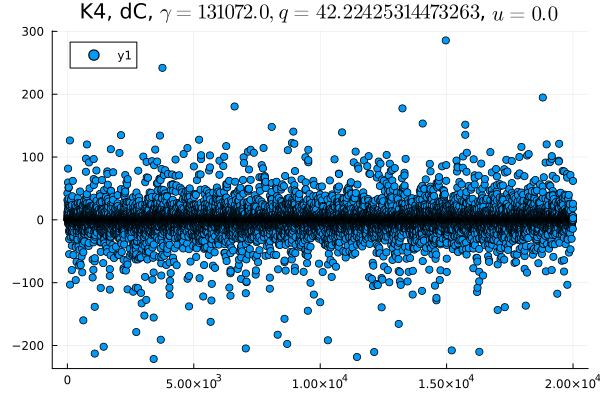 K4, dC, γ = 131072.0, q = 42.22425314473263, u = 0.0
y1
300
200
100
0
−100
−200
0 5.00×10³ 1.00×10⁴ 1.50×10⁴ 2.00×10⁴